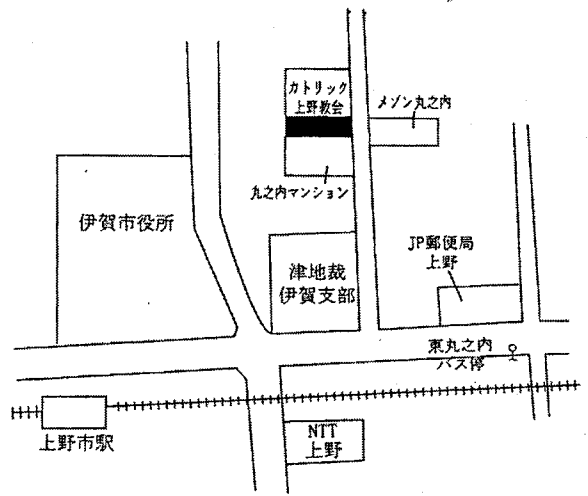 カトリック
上野教会
メゾン丸之内
丸之内マンション
伊賀市役所
津地裁
伊賀支部
JP郵便局
上野
東丸之内
バス停
上野市駅
NTT
上野